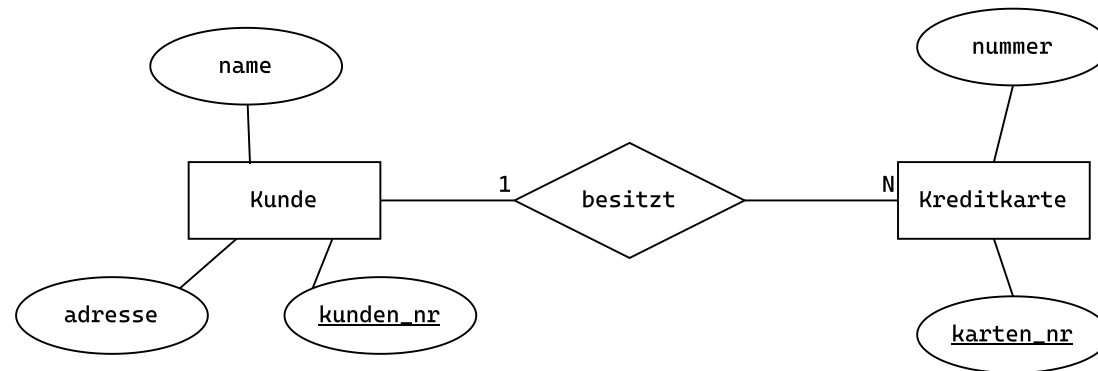 nummer
name
1
N
Kunde
besitzt
Kreditkarte
adresse
kunden_nr
karten_nr